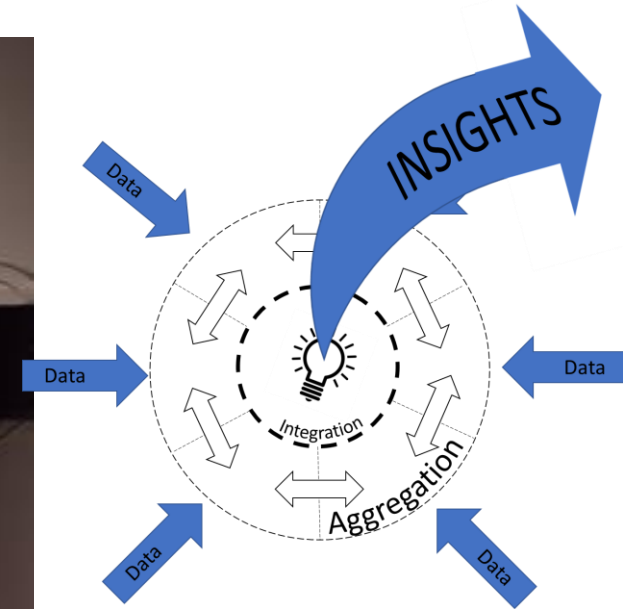 INSIGHTS
Data
Data
Data
Integration
Aggregation
Data
Data